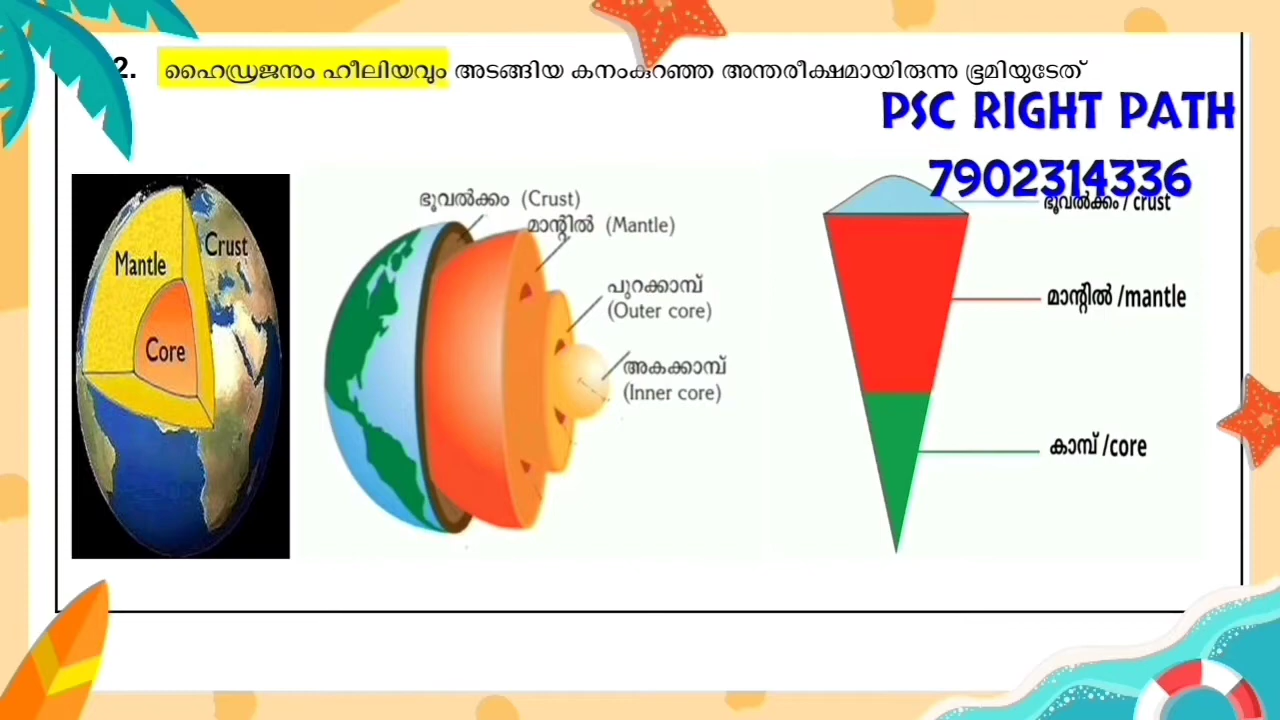 2. ഹൈഡ്രജനും ഹീലിയവും അടങ്ങിയ കനംകുറഞ്ഞ അന്തരീക്ഷമായിരുന്നു ഭൂമിയുടേത്
PSC RIGHT PATH
7902314336
Mantle
Crust
Core
ഭൂവൽക്കം (Crust)
മാന്റിൽ (Mantle)
പുറക്കാമ്പ്
(Outer core)
അകക്കാമ്പ്
(Inner core)
ഭൂവൽക്കം / crust
മാന്റിൽ /mantle
കാമ്പ് /core